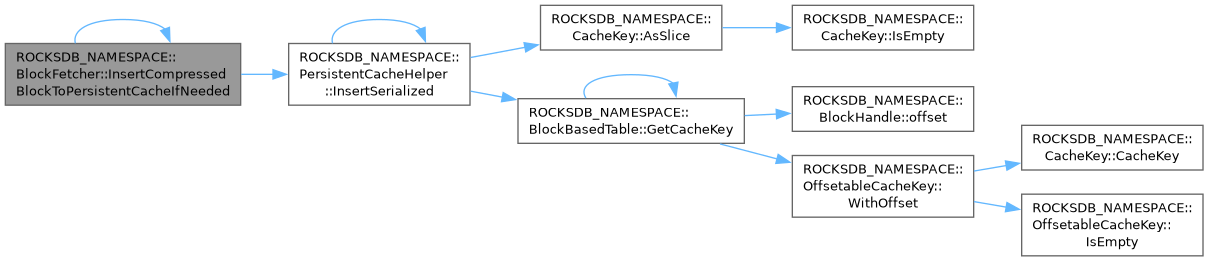 ROCKSDB_NAMESPACE::
BlockFetcher::InsertCompressed
BlockToPersistentCacheIfNeeded
ROCKSDB_NAMESPACE::
PersistentCacheHelper
::InsertSerialized
ROCKSDB_NAMESPACE::
CacheKey::AsSlice
ROCKSDB_NAMESPACE::
CacheKey::IsEmpty
ROCKSDB_NAMESPACE::
BlockBasedTable::GetCacheKey
ROCKSDB_NAMESPACE::
BlockHandle::offset
ROCKSDB_NAMESPACE::
OffsetableCacheKey::
WithOffset
ROCKSDB_NAMESPACE::
CacheKey::CacheKey
ROCKSDB_NAMESPACE::
OffsetableCacheKey::
IsEmpty